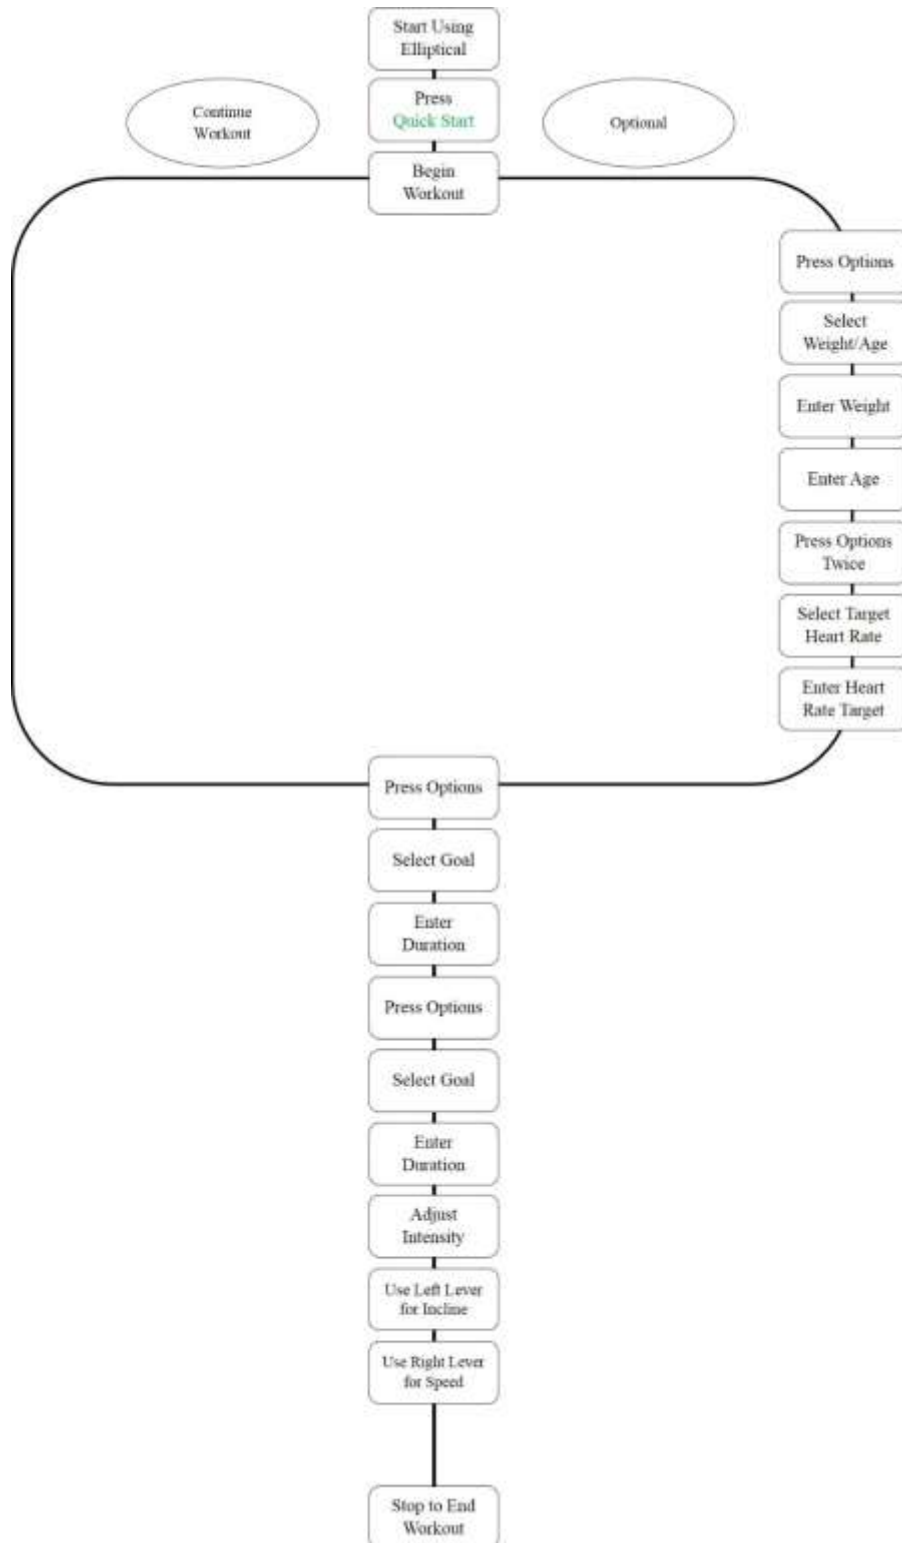 Start Using
Elliptical
Press
Quick Start
Continue
Workout
Optional
Begin
Workout
Press Options
Select
Weight/Age
Enter Weight
Enter Age
Press Options
Twice
Select Target
Heart Rate
Enter Heart
Rate Target
Press Options
Select Goal
Enter
Duration
Press Options
Select Goal
Enter
Duration
Adjust
Intensity
Use Left Lever
for Incline
Use Right Lever
for Speed
Stop to End
Workout